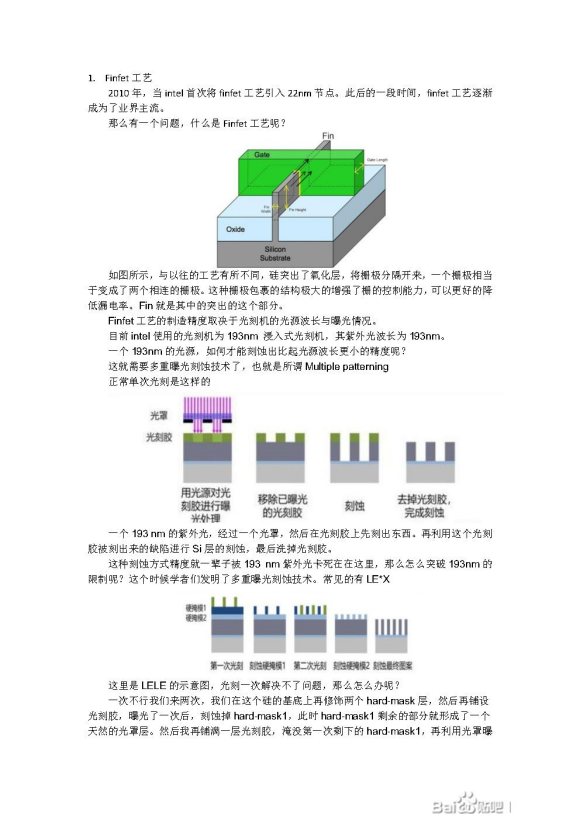 1. Finfet 工艺
2010 年，当 intel 首次将 finfet 工艺引入 22nm 节点。此后的一段时间，finfet 工艺逐渐
成为了业界主流。
那么有一个问题，什么是 Finfet 工艺呢？
Fin
Gate
Gate Length
Fin Width
Fin Height
Oxide
Silicon
Substrate
如图所示，与以往的工艺有所不同，硅突出了氧化层，将栅极分隔开来，一个栅极相当
于变成了两个相连的栅极。这种栅极包裹的结构极大的增强了栅的控制能力，可以更好的降
低漏电率。Fin 就是其中的突出的这个部分。
Finfet 工艺的制造精度取决于光刻机的光源波长与曝光情况。
目前 intel 使用的光刻机为 193nm 浸入式光刻机，其紫外光波长为 193nm。
一个 193nm 的光源，如何才能刻蚀出比起光源波长更小的精度呢？
这就需要多重曝光刻蚀技术了，也就是所谓 Multiple patterning
正常单次光刻是这样的
光罩
光刻胶
用光源对光
刻胶进行曝
光处理
移除已曝光
的光刻胶
刻蚀
去掉光刻胶，
完成刻蚀
一个 193 nm 的紫外光，经过一个光罩，然后在光刻胶上先刻出东西。再利用这个光刻
胶被刻出来的缺陷进行 Si 层的刻蚀，最后洗掉光刻胶。
这种刻蚀方式精度就一辈子被 193 nm 紫外光卡死在在这里，那么怎么突破 193nm 的
限制呢？这个时候学者们发明了多重曝光刻蚀技术。常见的有 LE*X
硬掩模1
硬掩模2
第一次光刻 刻蚀硬掩模1 第二次光刻 刻蚀硬掩模2 刻蚀最终图案
这里是 LELE 的示意图，光刻一次解决不了问题，那么怎么办呢？
一次不行我们来两次，我们在这个硅的基底上再修饰两个 hard-mask 层，然后再铺设
光刻胶，曝光了一次后，刻蚀掉 hard-mask1，此时 hard-mask1 剩余的部分就形成了一个
天然的光罩层。然后我再铺满一层光刻胶，淹没第一次剩下的 hard-mask1，再利用光罩曝
Bai贴吧